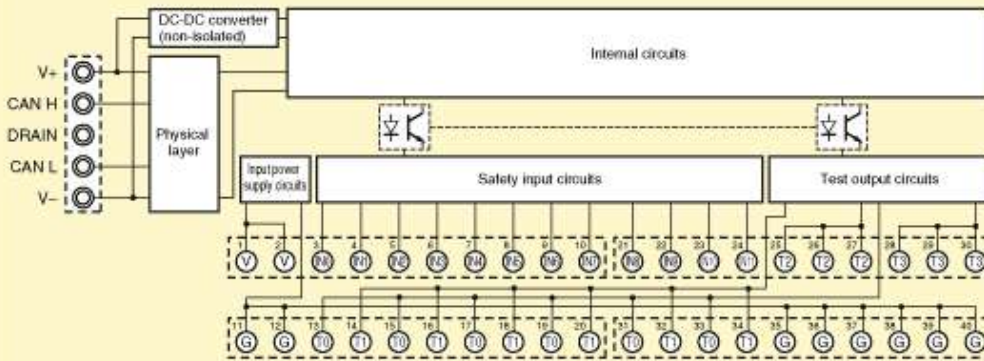 DC-DC converter
(non-isolated)
Internal circuits
V+
CAN H
DRAIN
CAN L
V−
Physical
layer
Input power
supply circuits
Safety input circuits
Test output circuits
1 2 3 4 5 6 7 8 9 10 21 22 23 24 25 26 27 28 29 30
V V IN0 IN1 IN2 IN3 IN4 IN5 IN6 IN7 IN8 IN9 T2 T2 T2 T3 T3 T3
11 12 13 14 15 16 17 18 19 20 31 32 33 34 35 36 37 38 39 40
G G T0 T1 T0 T1 T0 T1 T0 T1 T0 T1 T0 T1 G G G G G G